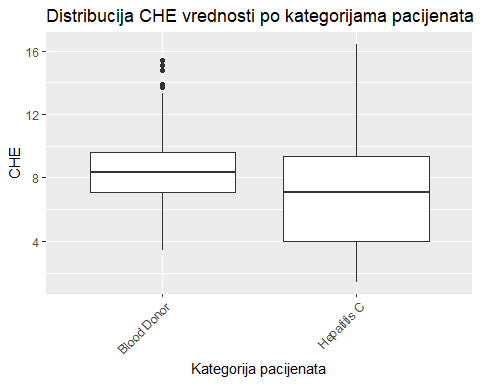 Distribucija CHE vrednosti po kategorijama pacijenata
16
12
8
4
CHE
Blood Donor
Hepatitis C
Kategorija pacijenata